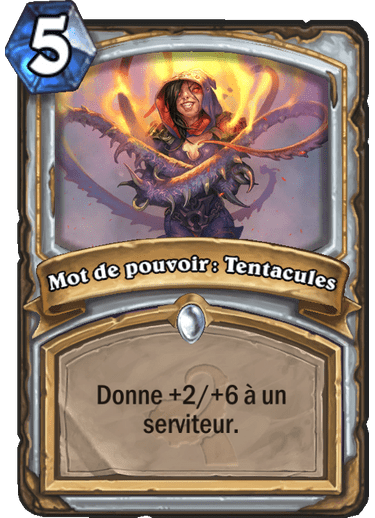 5
Mot de pouvoir : Tentacules
Donne +2/+6 à un
serviteur.